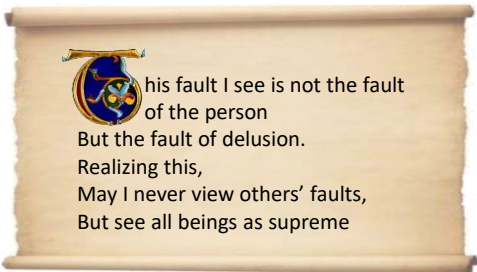 This fault I see is not the fault
of the person
But the fault of delusion.
Realizing this,
May I never view others’ faults,
But see all beings as supreme